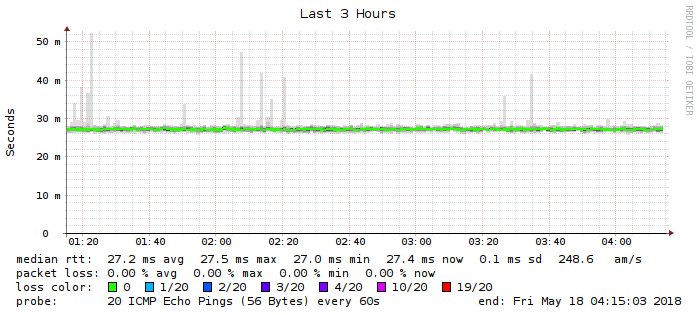 Last 3 Hours
RRDTOOL / TOBI OETIKER
Seconds
50 m
40 m
30 m
20 m
10 m
0
01:20 01:40 02:00 02:20 02:40 03:00 03:20 03:40 04:00
median rtt: 27.2 ms avg 27.5 ms max 27.0 ms min 27.4 ms now 0.1 ms sd 248.6 am/s
packet loss: 0.00 % avg 0.00 % max 0.00 % min 0.00 % now
loss color: 0 1/20 2/20 3/20 4/20 10/20 19/20
probe: 20 ICMP Echo Pings (56 Bytes) every 60s end: Fri May 18 04:15:03 2018